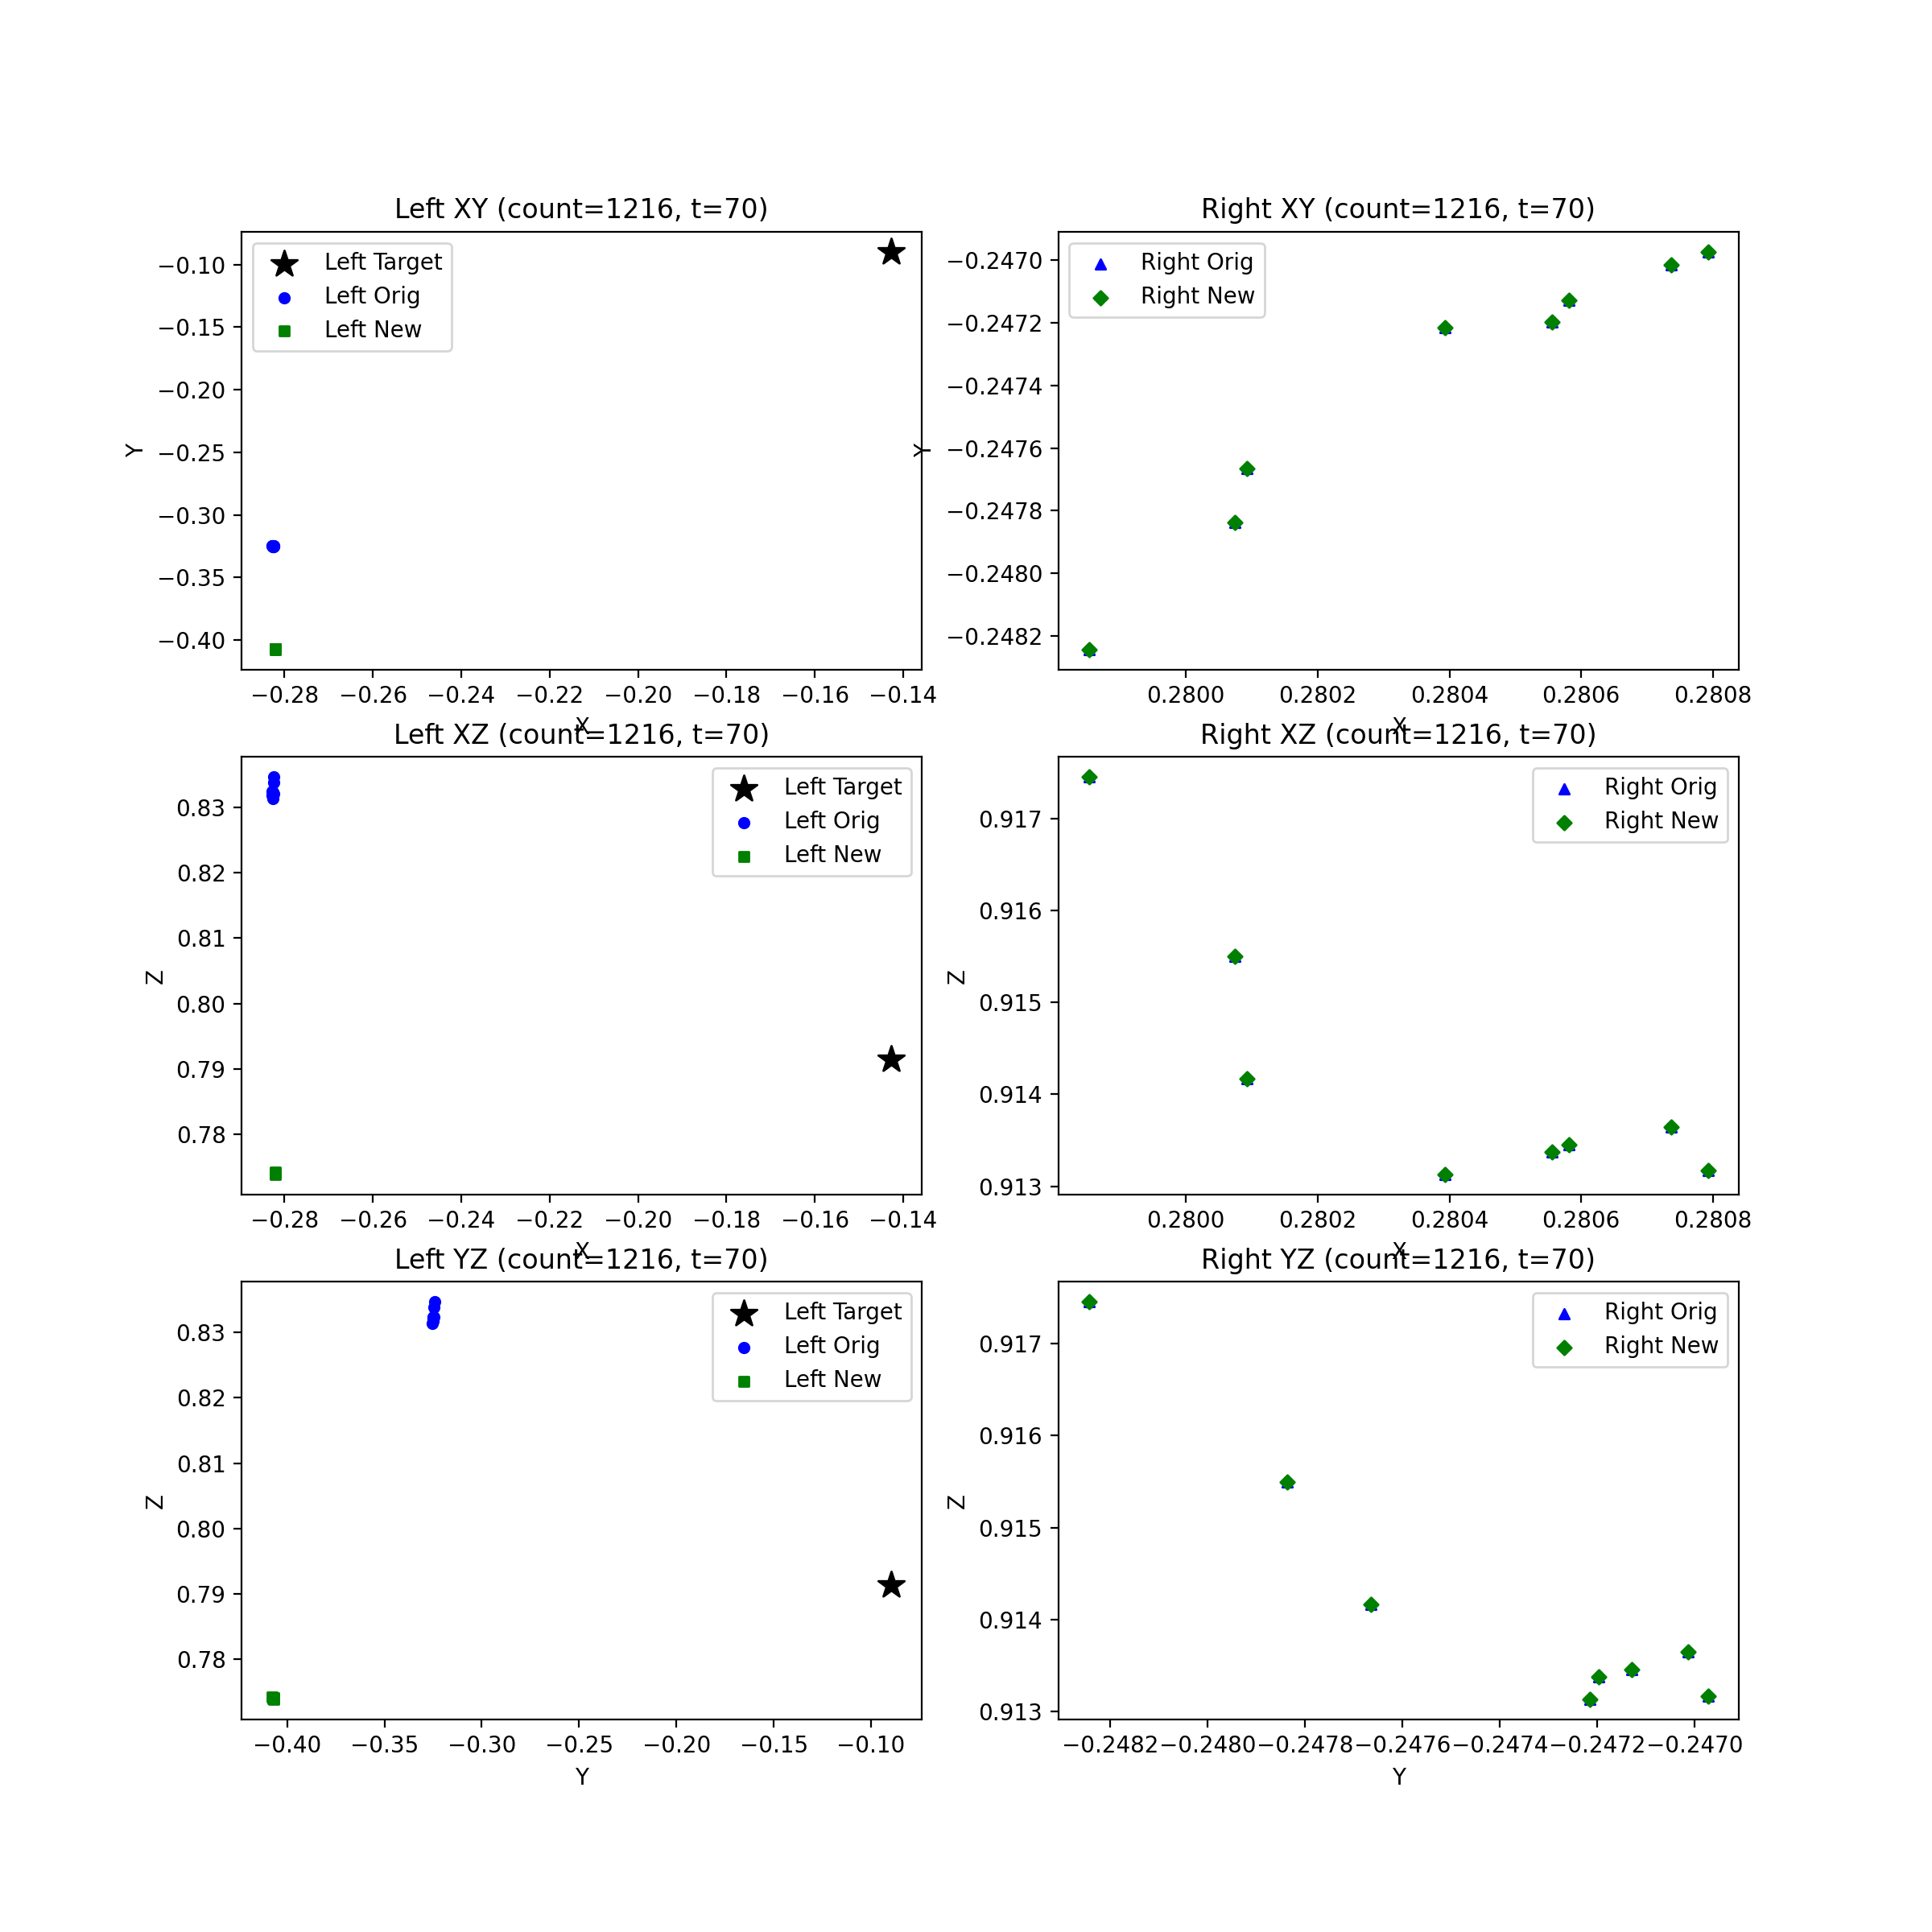 Left XY (count=1216, t=70)
Left Target
Left Orig
Left New
Y
−0.10
−0.15
−0.20
−0.25
−0.30
−0.35
−0.40
−0.28 −0.26 −0.24 −0.22 −0.20 −0.18 −0.16 −0.14
X
Right XY (count=1216, t=70)
Right Orig
Right New
Y
−0.2470
−0.2472
−0.2474
−0.2476
−0.2478
−0.2480
−0.2482
0.2800 0.2802 0.2804 0.2806 0.2808
X
Left XZ (count=1216, t=70)
Left Target
Left Orig
Left New
Z
0.83
0.82
0.81
0.80
0.79
0.78
−0.28 −0.26 −0.24 −0.22 −0.20 −0.18 −0.16 −0.14
X
Right XZ (count=1216, t=70)
Right Orig
Right New
Z
0.917
0.916
0.915
0.914
0.913
0.2800 0.2802 0.2804 0.2806 0.2808
X
Left YZ (count=1216, t=70)
Left Target
Left Orig
Left New
Z
0.83
0.82
0.81
0.80
0.79
0.78
−0.40 −0.35 −0.30 −0.25 −0.20 −0.15 −0.10
Y
Right YZ (count=1216, t=70)
Right Orig
Right New
Z
0.917
0.916
0.915
0.914
0.913
−0.2482 −0.2480 −0.2478 −0.2476 −0.2474 −0.2472 −0.2470
Y